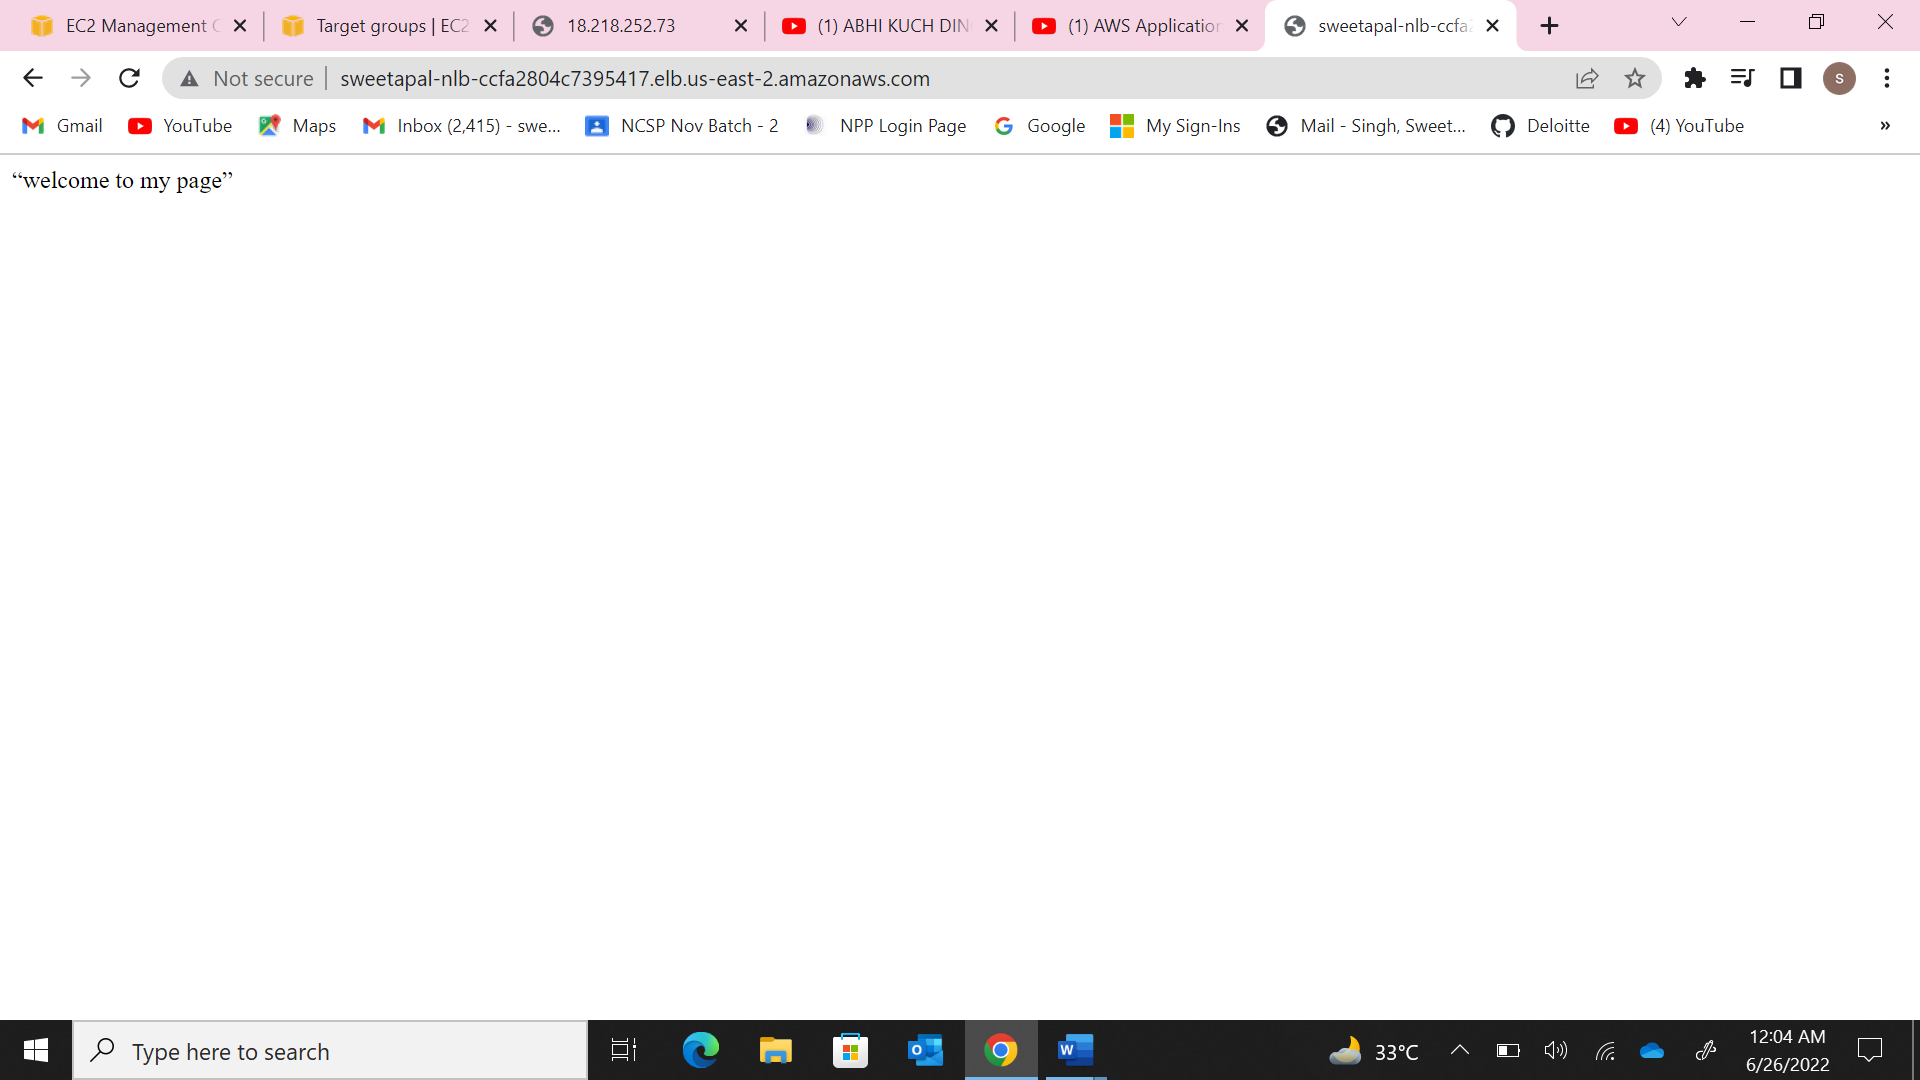 EC2 Management C
Target groups | EC2
18.218.252.73
(1) ABHI KUCH DIN
(1) AWS Application
sweetapal-nlb-ccfa2
Not secure
sweetapal-nlb-ccfa2804c7395417.elb.us-east-2.amazonaws.com
S
Gmail
YouTube
Maps
Inbox (2,415) - swe...
NCSP Nov Batch - 2
NPP Login Page
Google
My Sign-Ins
Mail - Singh, Sweet...
Deloitte
(4) YouTube
»
“welcome to my page”
Type here to search
33°C
12:04 AM
6/26/2022